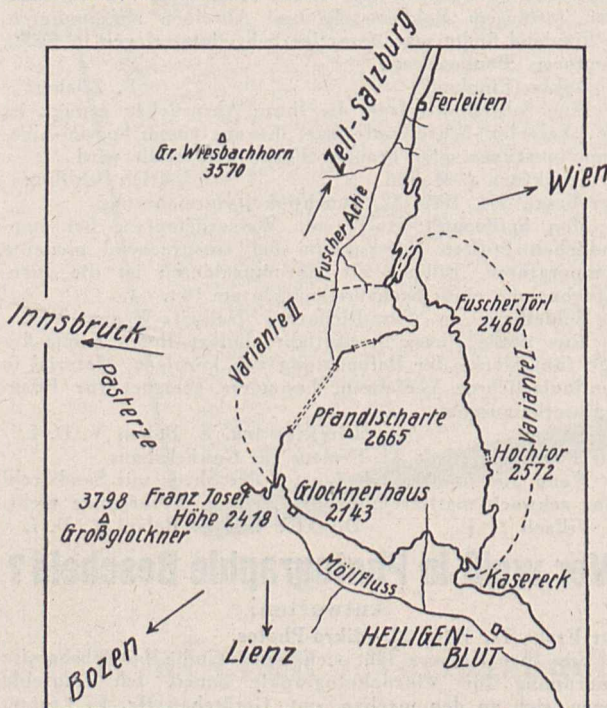 Zell-Salzburg
Ferleiten
Gr. Wiesbachhorn
3570
Wien
Fuscher Ache
Fuscher Törl
2460
Variante II
Variante I
Innsbruck
Pasterze
Pfandlscharte
2665
Hochtor
2572
Franz Josef
Höhe 2418
Glocknerhaus
2143
3798
Großglockner
Möllfluss
Kasereck
HEILIGEN-
BLUT
Bozen
Lienz